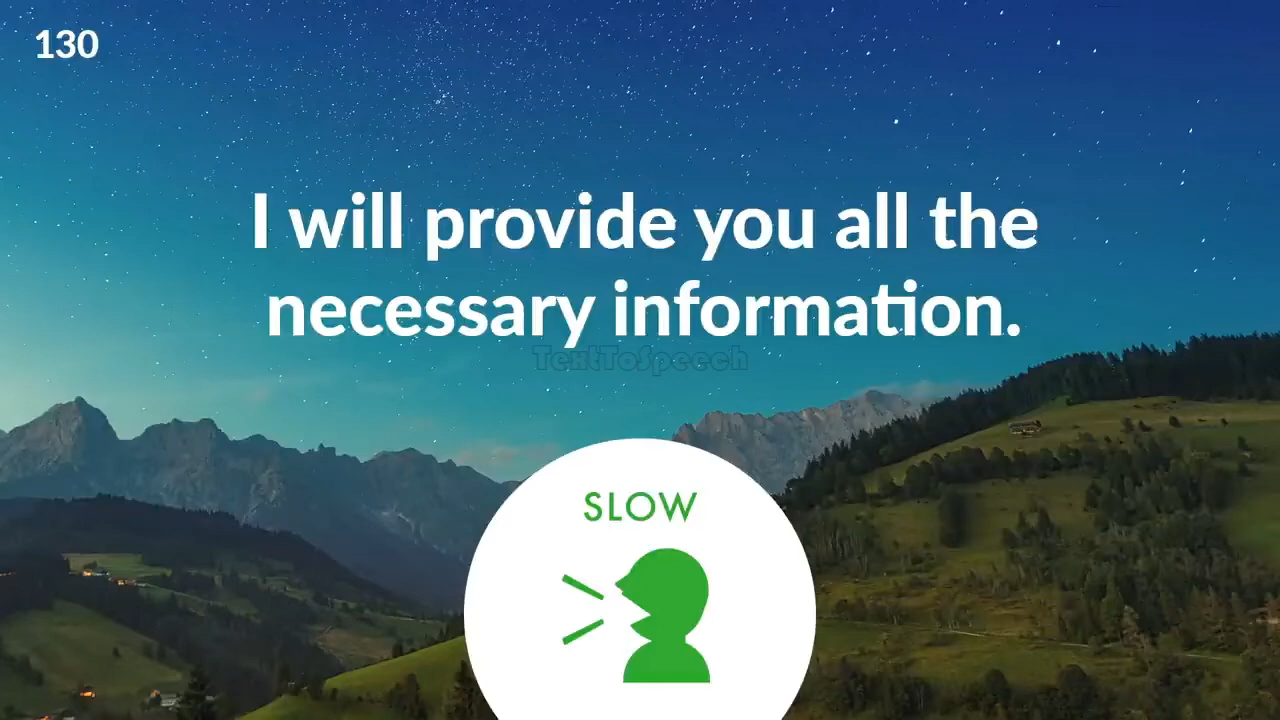 130
I will provide you all the
necessary information.
TextToSpeech
SLOW